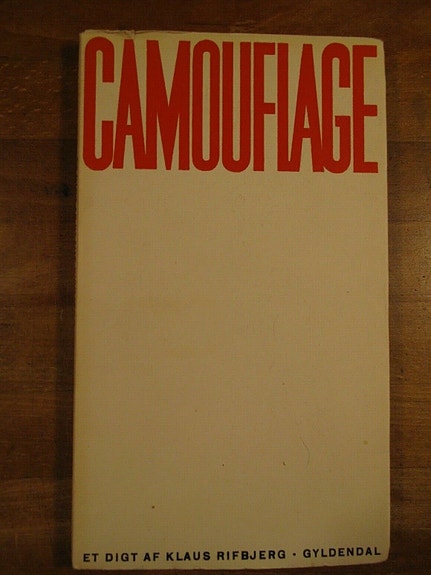 CAMOUFLAGE
ET DIGT AF KLAUS RIFBJERG · GYLDENDAL